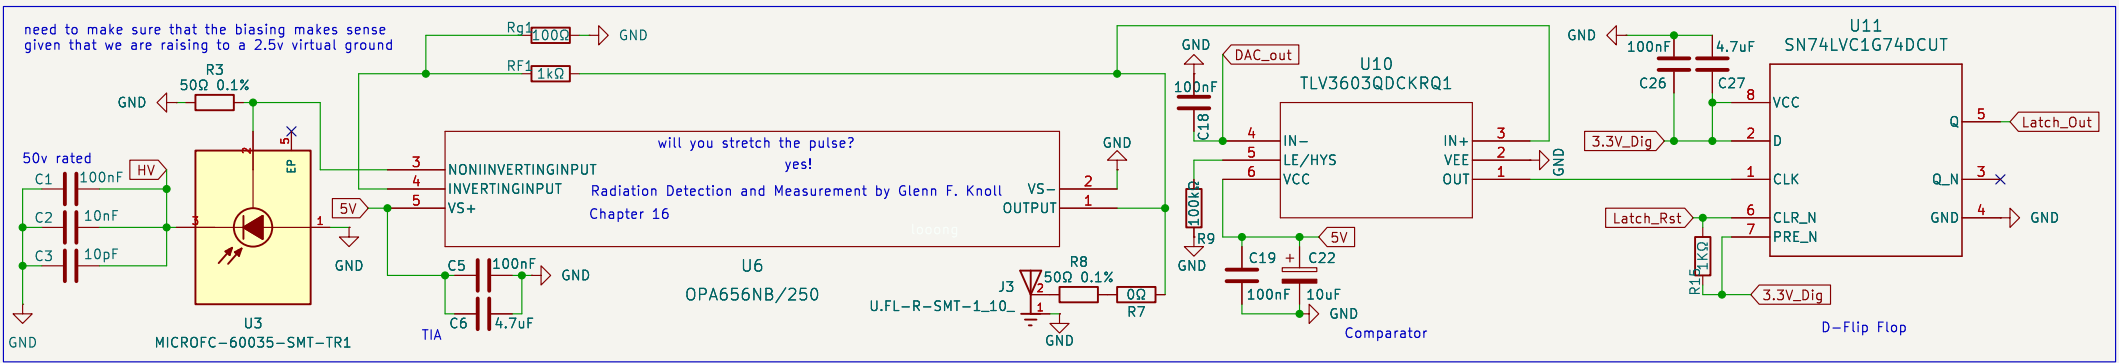 need to make sure that the biasing makes sense
given that we are raising to a 2.5v virtual ground
R3
50Ω 0.1%
GND
50v rated
HV
C1
100nF
C2
10nF
C3
10pF
GND
2
5
EP
3
1
GND
U3
MICROFC-60035-SMT-TR1
Rg1
100Ω
GND
RF1
1kΩ
will you stretch the pulse?
yes!
Radiation Detection and Measurement by Glenn F. Knoll
Chapter 16
looong
3
NONIINVERTINGINPUT
4
INVERTINGINPUT
5V
5
VS+
VS-
2
OUTPUT
1
GND
U6
OPA656NB/250
C5
100nF
GND
C6
4.7uF
TIA
J3
U.FL-R-SMT-1_10_
2
1
GND
R8
50Ω 0.1%
0Ω
R7
GND
100nF
C18
DAC_out
U10
TLV3603QDCKRQ1
4
IN-
5
LE/HYS
6
VCC
IN+
3
VEE
2
GND
OUT
1
100kΩ
R9
GND
5V
C19
100nF
+
C22
10uF
GND
Comparator
GND
100nF
C26
4.7uF
C27
U11
SN74LVC1G74DCUT
8
VCC
3.3V_Dig
2
D
1
CLK
Latch_Rst
6
CLR_N
7
PRE_N
Q
5
Latch_Out
Q_N
3
GND
4
GND
1KΩ
R15
3.3V_Dig
D-Flip Flop